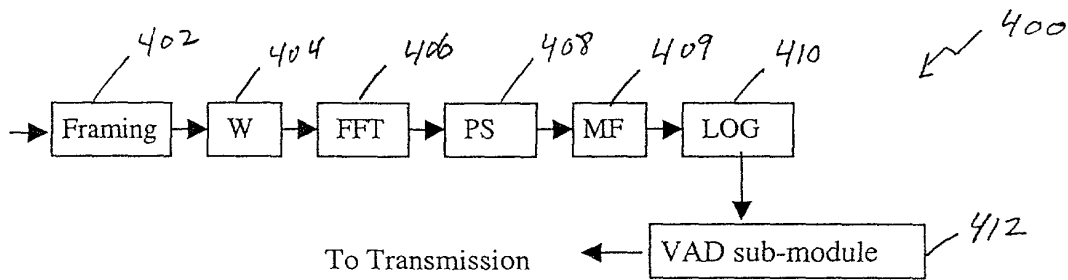 402 404 406 408 409 410 400
Framing W FFT PS MF LOG
VAD sub-module 412
To Transmission